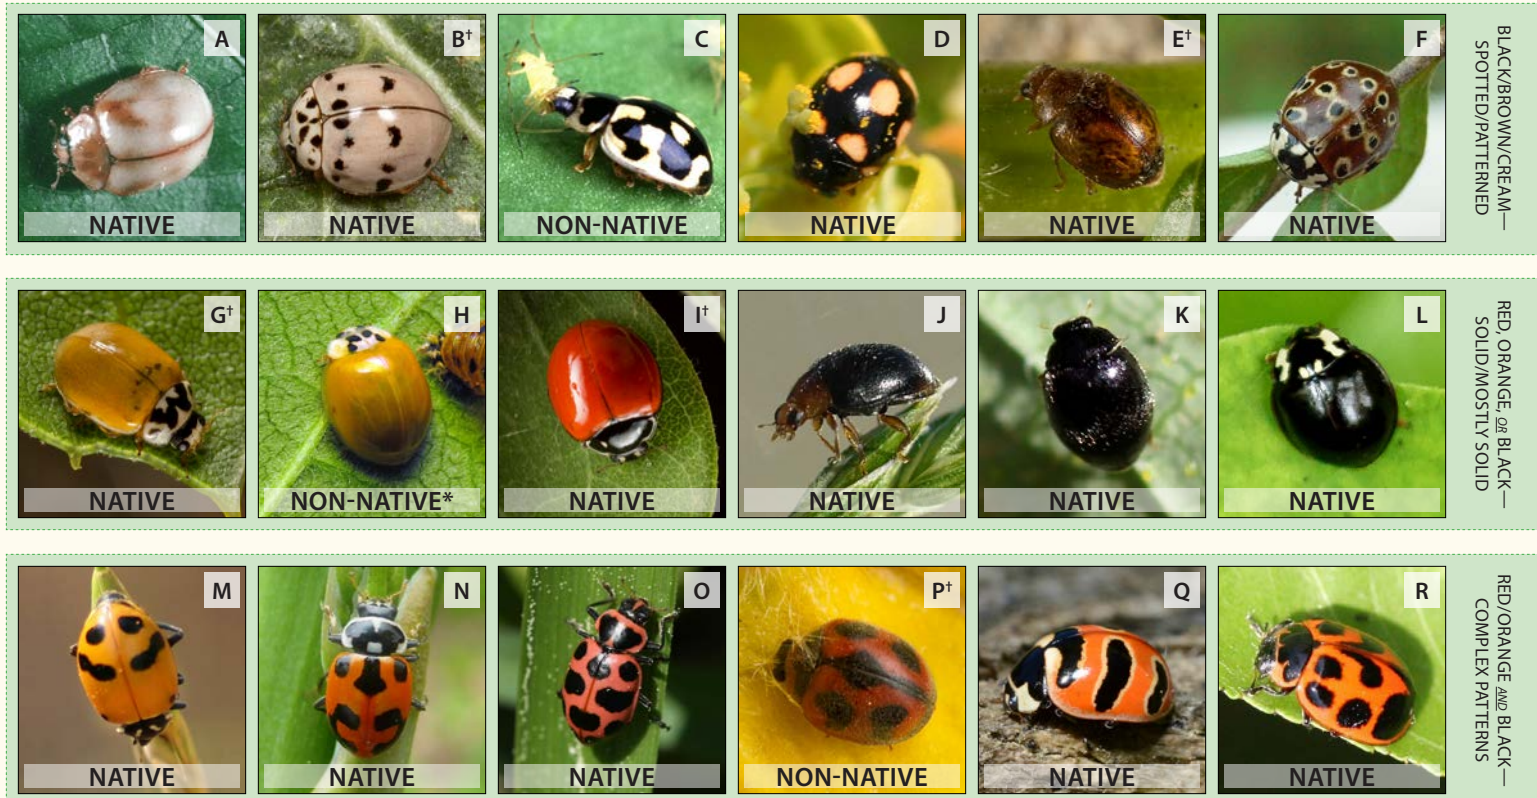 A
B†
C
D
E†
F
NATIVE
NATIVE
NON-NATIVE
NATIVE
NATIVE
NATIVE
BLACK/BROWN/CREAM—
SPOTTED/PATTERNED
G†
H
I†
J
K
L
NATIVE
NON-NATIVE*
NATIVE
NATIVE
NATIVE
NATIVE
RED, ORANGE, OR BLACK—
SOLID/MOSTLY SOLID
M
N
O
P†
Q
R
NATIVE
NATIVE
NATIVE
NON-NATIVE
NATIVE
NATIVE
RED/ORANGE AND BLACK—
COMPLEX PATTERNS